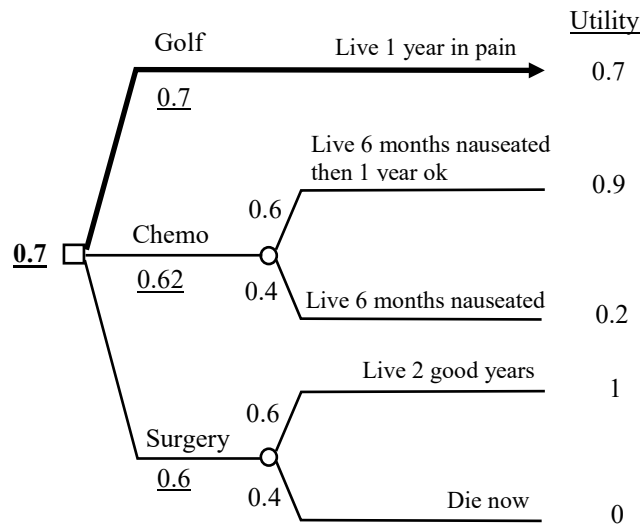 Utility
Golf
Live 1 year in pain
0.7
0.7
Live 6 months nauseated
then 1 year ok
0.9
0.6
0.7
Chemo
0.62
0.4
Live 6 months nauseated
0.2
Live 2 good years
1
0.6
Surgery
0.6
0.4
Die now
0